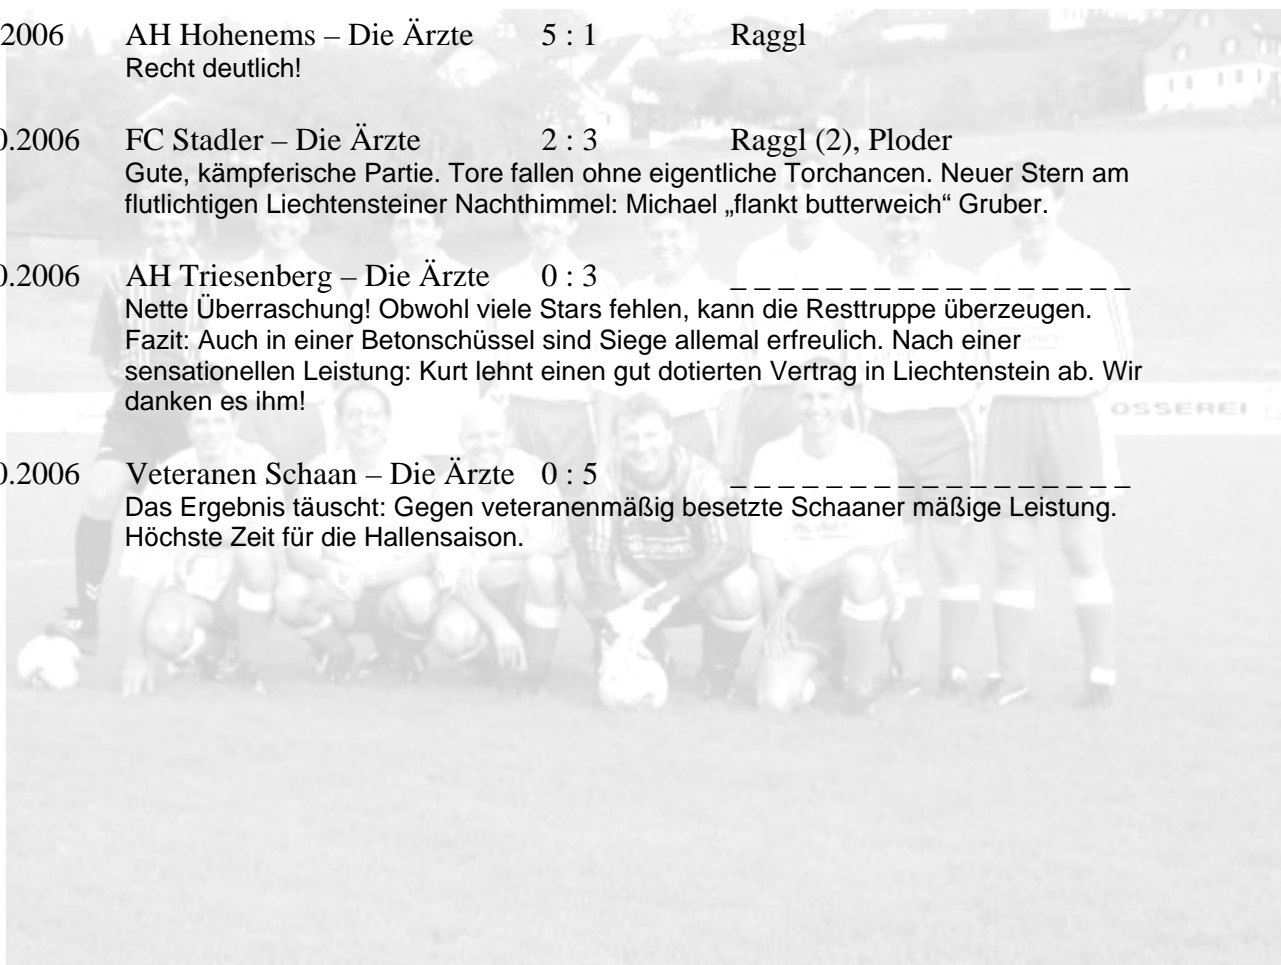 2006 AH Hohenems – Die Ärzte 5 : 1 Raggl
Recht deutlich!
0.2006 FC Stadler – Die Ärzte 2 : 3 Raggl (2), Ploder
Gute, kämpferische Partie. Tore fallen ohne eigentliche Torchancen. Neuer Stern am
flutlichtigen Liechtensteiner Nachthimmel: Michael „flankt butterweich“ Gruber.
0.2006 AH Triesenberg – Die Ärzte 0 : 3 _ _ _ _ _ _ _ _ _ _ _ _ _ _ _ _ _
Nette Überraschung! Obwohl viele Stars fehlen, kann die Resttruppe überzeugen.
Fazit: Auch in einer Betonschüssel sind Siege allemal erfreulich. Nach einer
sensationellen Leistung: Kurt lehnt einen gut dotierten Vertrag in Liechtenstein ab. Wir
danken es ihm!
OSSEREI
0.2006 Veteranen Schaan – Die Ärzte 0 : 5 _ _ _ _ _ _ _ _ _ _ _ _ _ _ _ _ _
Das Ergebnis täuscht: Gegen veteranenmäßig besetzte Schaaner mäßige Leistung.
Höchste Zeit für die Hallensaison.